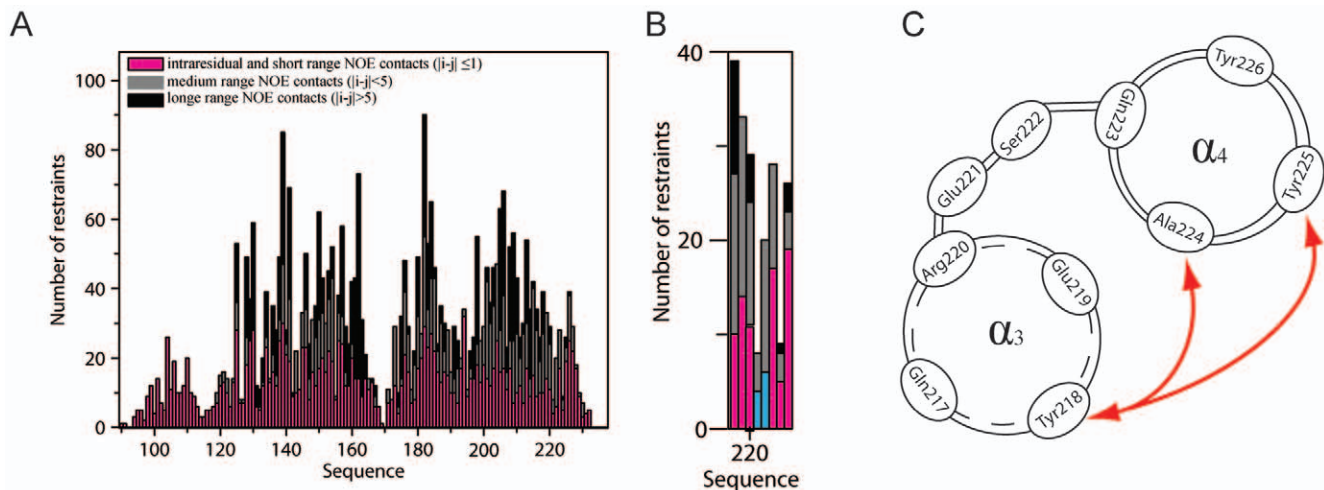 A
B
C
Number of restraints
100
80
60
40
20
0
intraresidual and short range NOE contacts (|i-j| ≤1)
medium range NOE contacts (|i-j|<5)
longe range NOE contacts (|i-j|>5)
100 120 140 160 180 200 220
Sequence
Number of restraints
40
20
0
220
Sequence
Tyr226
Gln223
Ser222
α4
Tyr225
Glu221
Ala224
Arg220
Glu219
α3
Gln217
Tyr218